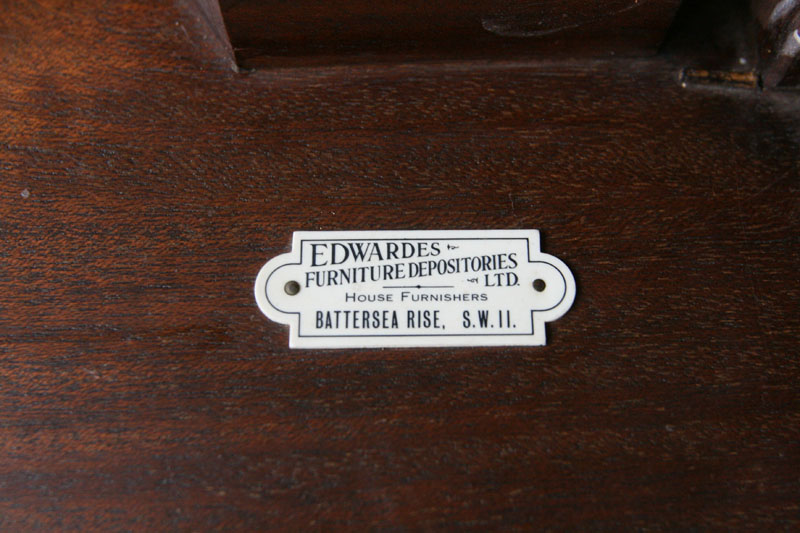 EDWARDES
FURNITURE DEPOSITORIES
LTD.
HOUSE FURNISHERS
BATTERSEA RISE, S.W.11.